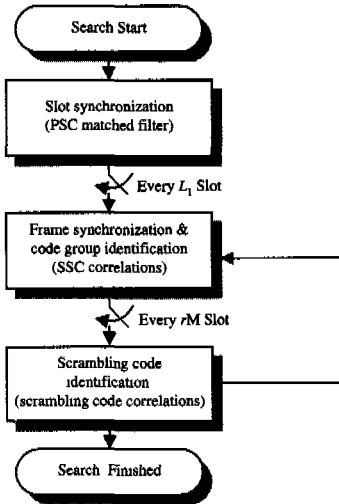 Search Start
Slot synchronization
(PSC matched filter)
Every L₁ Slot
Frame synchronization &
code group identification
(SSC correlations)
Every rM Slot
Scrambling code
identification
(scrambling code correlations)
Search Finished